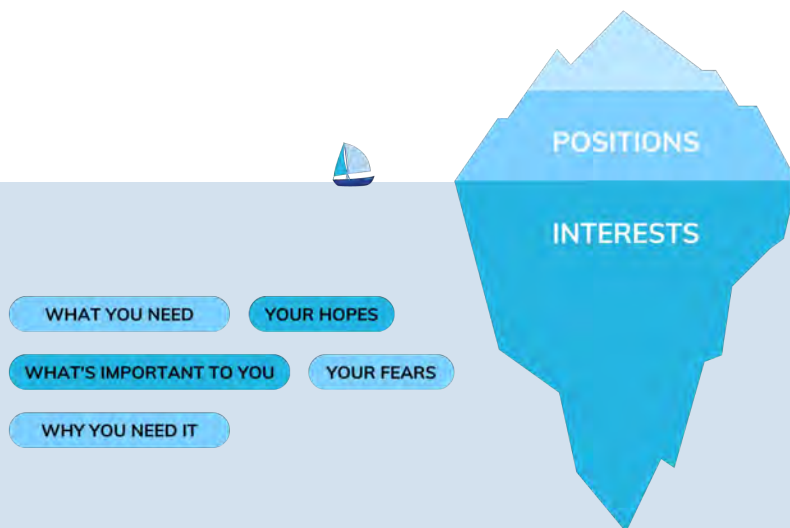 POSITIONS
INTERESTS
WHAT YOU NEED
YOUR HOPES
WHAT'S IMPORTANT TO YOU
YOUR FEARS
WHY YOU NEED IT